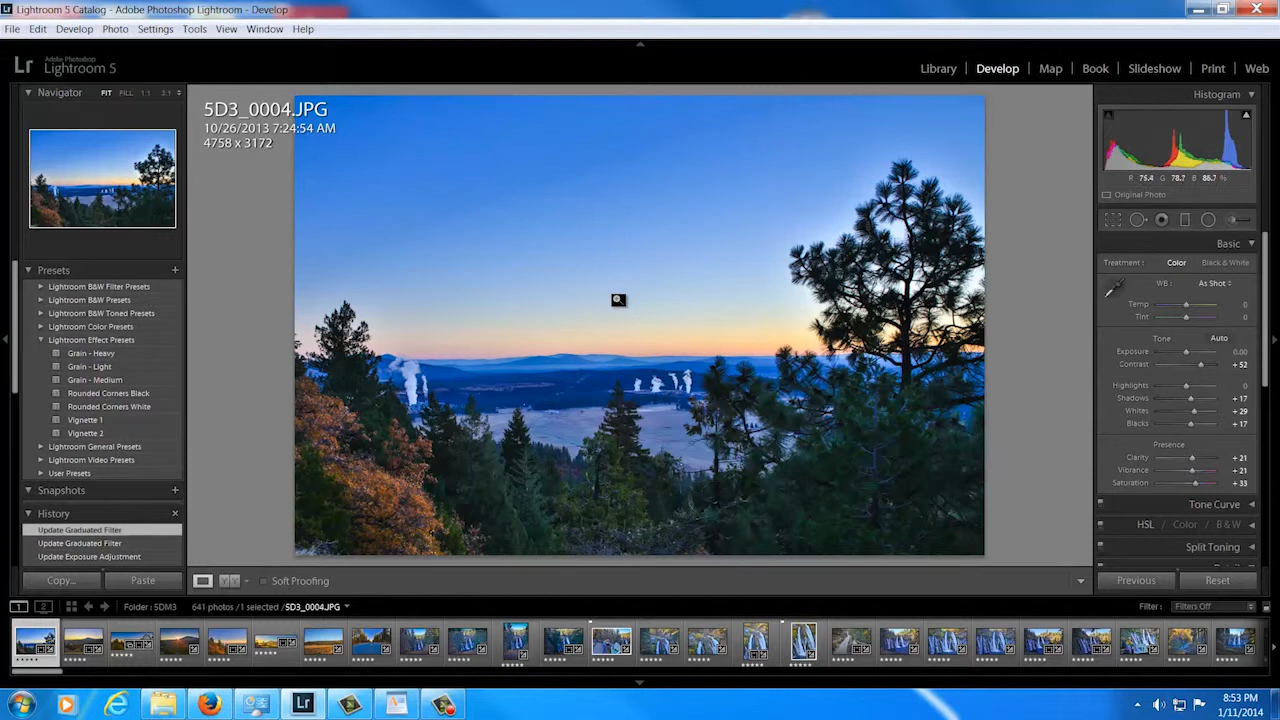 Lightroom 5 Catalog - Adobe Photoshop Lightroom - Develop
File Edit Develop Photo Settings Tools View Window Help
Lr Adobe Photoshop
Lightroom 5
Library Develop Map Book Slideshow Print Web
Navigator FIT FILL 1:1 3:1
Presets +
Lightroom B&W Filter Presets
Lightroom B&W Presets
Lightroom B&W Toned Presets
Lightroom Color Presets
Lightroom Effect Presets
Grain - Heavy
Grain - Light
Grain - Medium
Rounded Corners Black
Rounded Corners White
Vignette 1
Vignette 2
Lightroom General Presets
Lightroom Video Presets
User Presets
Snapshots +
History ×
Update Graduated Filter
Update Graduated Filter
Update Exposure Adjustment
Copy... Paste
5D3_0004.JPG
10/26/2013 7:24:54 AM
4758 x 3172
Soft Proofing
Histogram
R 75.4 G 78.7 B 86.7 %
Original Photo
Basic
Treatment : Color Black & White
WB : As Shot
Temp 0
Tint 0
Tone Auto
Exposure 0.00
Contrast + 52
Highlights 0
Shadows + 17
Whites + 29
Blacks + 17
Presence
Clarity + 21
Vibrance + 21
Saturation + 33
Tone Curve
HSL / Color / B & W
Split Toning
Previous Reset
1 2 Folder : 5DM3 641 photos / 1 selected / 5D3_0004.JPG Filter : Filters Off
Lr
8:53 PM
1/11/2014